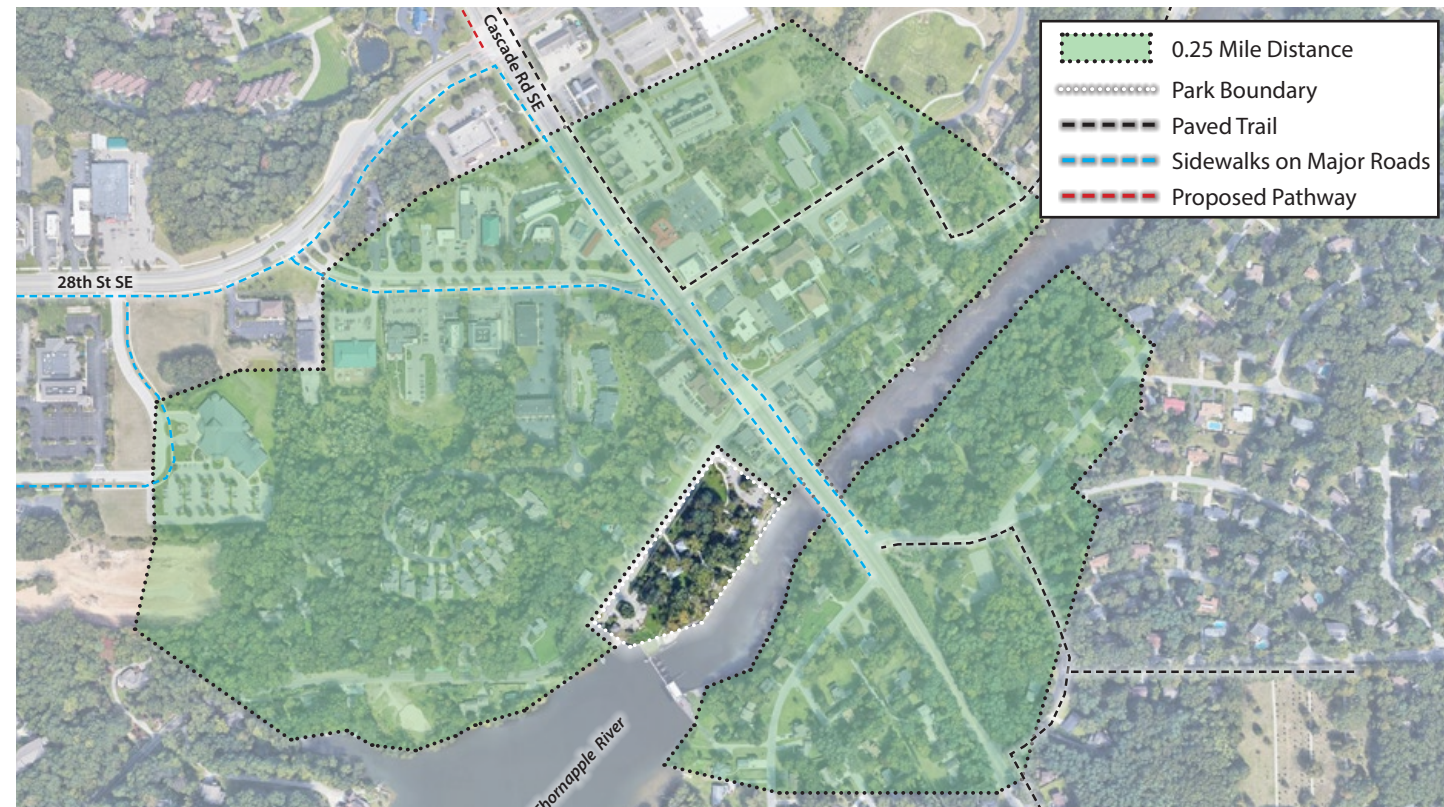 Cascade Rd SE
0.25 Mile Distance
Park Boundary
Paved Trail
Sidewalks on Major Roads
Proposed Pathway
28th St SE
Thornapple River